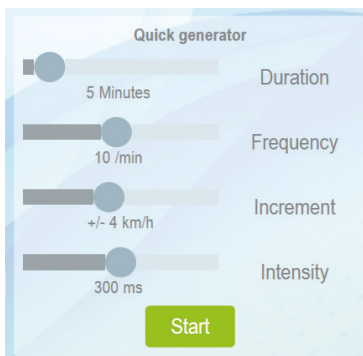 Quick generator
Duration
5 Minutes
Frequency
10 /min
Increment
+/- 4 km/h
Intensity
300 ms
Start